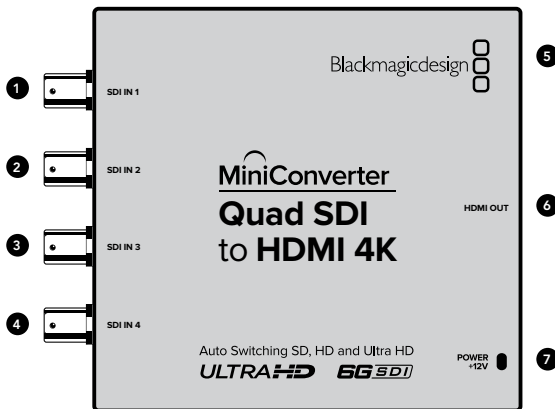 Blackmagicdesign
5
1
SDI IN 1
2
SDI IN 2
MiniConverter
Quad SDI
to HDMI 4K
HDMI OUT
6
3
SDI IN 3
4
SDI IN 4
Auto Switching SD, HD and Ultra HD
ULTRA HD 6G SDI
POWER
+12V
7